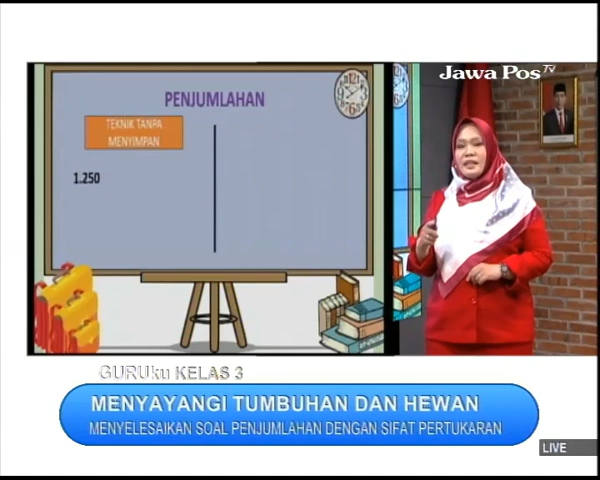 Jawa Pos TV
PENJUMLAHAN
TEKNIK TANPA
MENYIMPAN
1.250
GURUku KELAS 3
MENYAYANGI TUMBUHAN DAN HEWAN
MENYELESAIKAN SOAL PENJUMLAHAN DENGAN SIFAT PERTUKARAN
LIVE